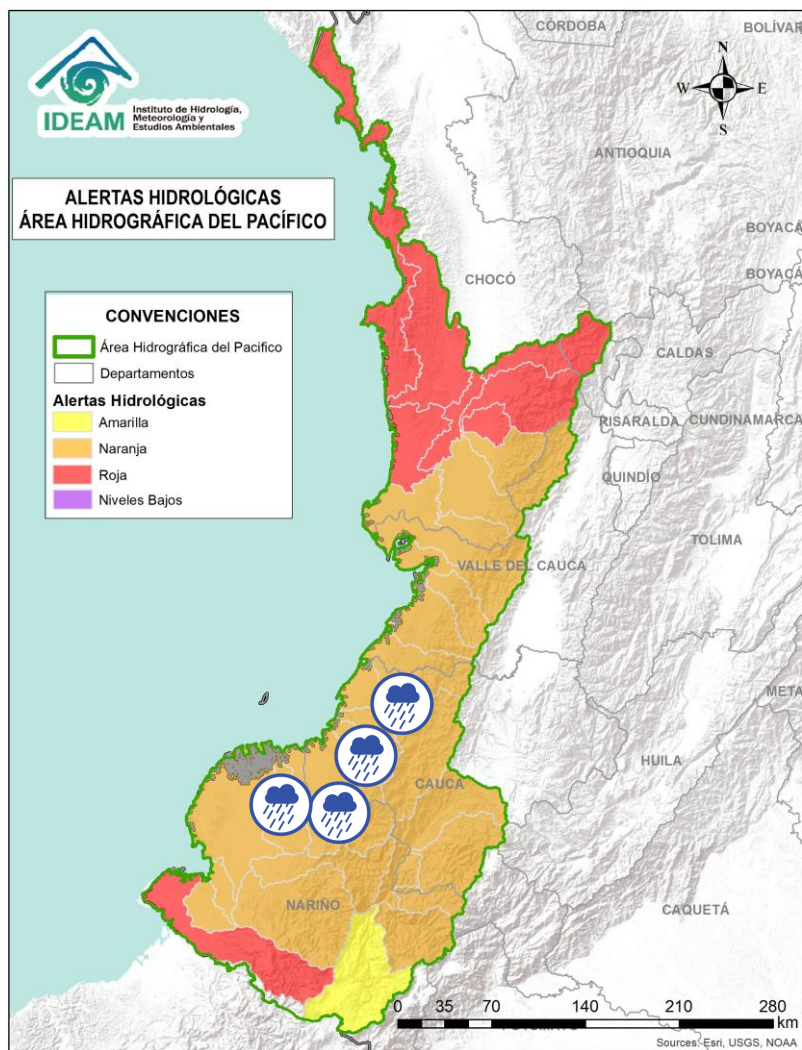 IDEAM
Instituto de Hidrología,
Meteorología y
Estudios Ambientales
ALERTAS HIDROLÓGICAS
ÁREA HIDROGRÁFICA DEL PACÍFICO
CONVENCIONES
Área Hidrográfica del Pacifico
Departamentos
Alertas Hidrológicas
Amarilla
Naranja
Roja
Niveles Bajos
CÓRDOBA
BOLÍVAR
N
W
E
S
ANTIOQUIA
BOYACÁ
CHOCÓ
BOYACÁ
CALDAS
RISARALDA
CUNDINAMARCA
QUINDÍO
TOLIMA
VALLE DEL CAUCA
META
HUILA
CAUCA
NARIÑO
CAQUETÁ
0 35 70 140 210 280
km
Sources: Esri, USGS, NOAA